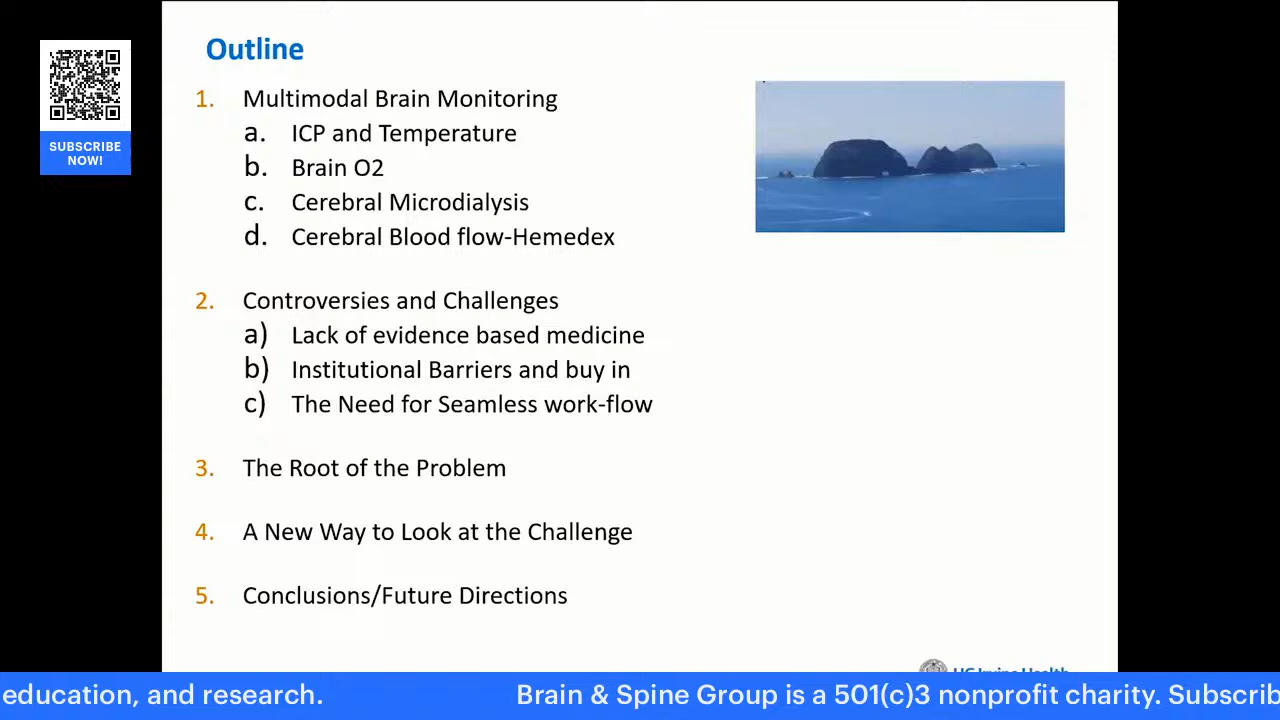 Outline
SUBSCRIBE
NOW!
1. Multimodal Brain Monitoring
a. ICP and Temperature
b. Brain O2
c. Cerebral Microdialysis
d. Cerebral Blood flow-Hemedex
2. Controversies and Challenges
a) Lack of evidence based medicine
b) Institutional Barriers and buy in
c) The Need for Seamless work-flow
3. The Root of the Problem
4. A New Way to Look at the Challenge
5. Conclusions/Future Directions
UC Irvine Health
education, and research. Brain & Spine Group is a 501(c)3 nonprofit charity. Subscrib